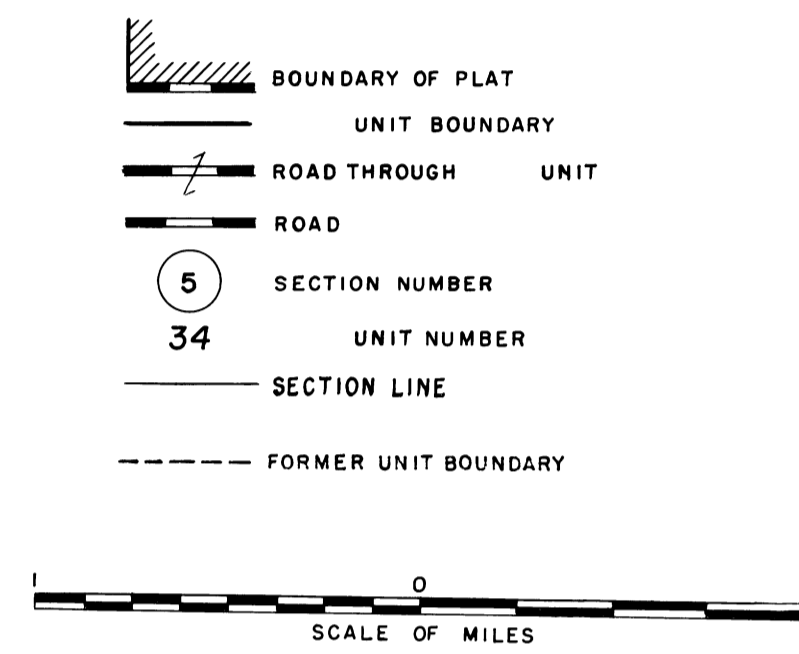 BOUNDARY OF PLAT
UNIT BOUNDARY
ROAD THROUGH UNIT
ROAD
5 SECTION NUMBER
34 UNIT NUMBER
SECTION LINE
FORMER UNIT BOUNDARY
1 0
SCALE OF MILES